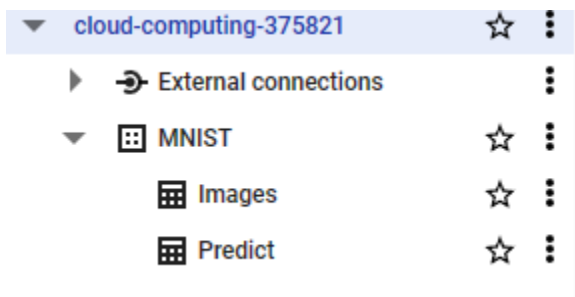 cloud-computing-375821
External connections
MNIST
Images
Predict